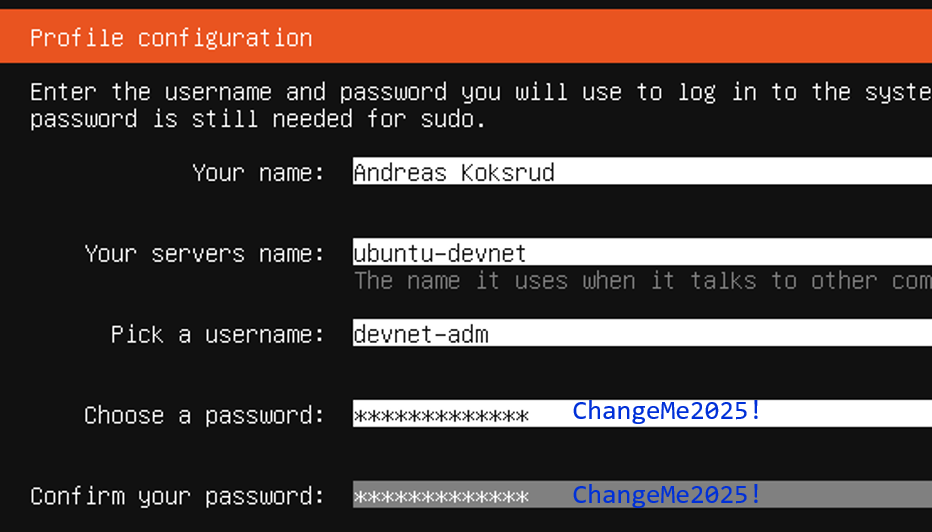 Profile configuration
Enter the username and password you will use to log in to the syste
password is still needed for sudo.
Your name: Andreas Koksrud
Your servers name: ubuntu-devnet
The name it uses when it talks to other com
Pick a username: devnet-adm
Choose a password: ************* ChangeMe2025!
Confirm your password: ************* ChangeMe2025!